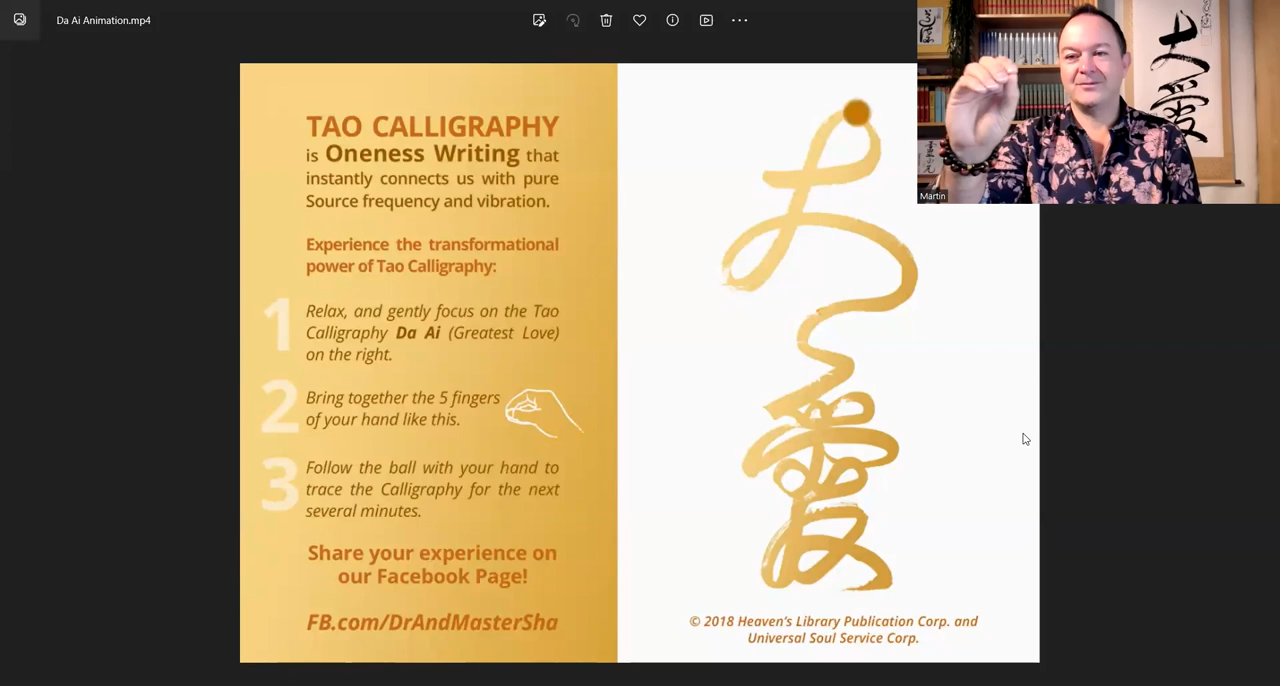 Da Ai Animation.mp4
TAO CALLIGRAPHY
is Oneness Writing that
instantly connects us with pure
Source frequency and vibration.
Experience the transformational
power of Tao Calligraphy:
1
Relax, and gently focus on the Tao
Calligraphy Da Ai (Greatest Love)
on the right.
2
Bring together the 5 fingers
of your hand like this.
3
Follow the ball with your hand to
trace the Calligraphy for the next
several minutes.
Share your experience on
our Facebook Page!
FB.com/DrAndMasterSha
大愛
© 2018 Heaven's Library Publication Corp. and
Universal Soul Service Corp.
大愛
Martin